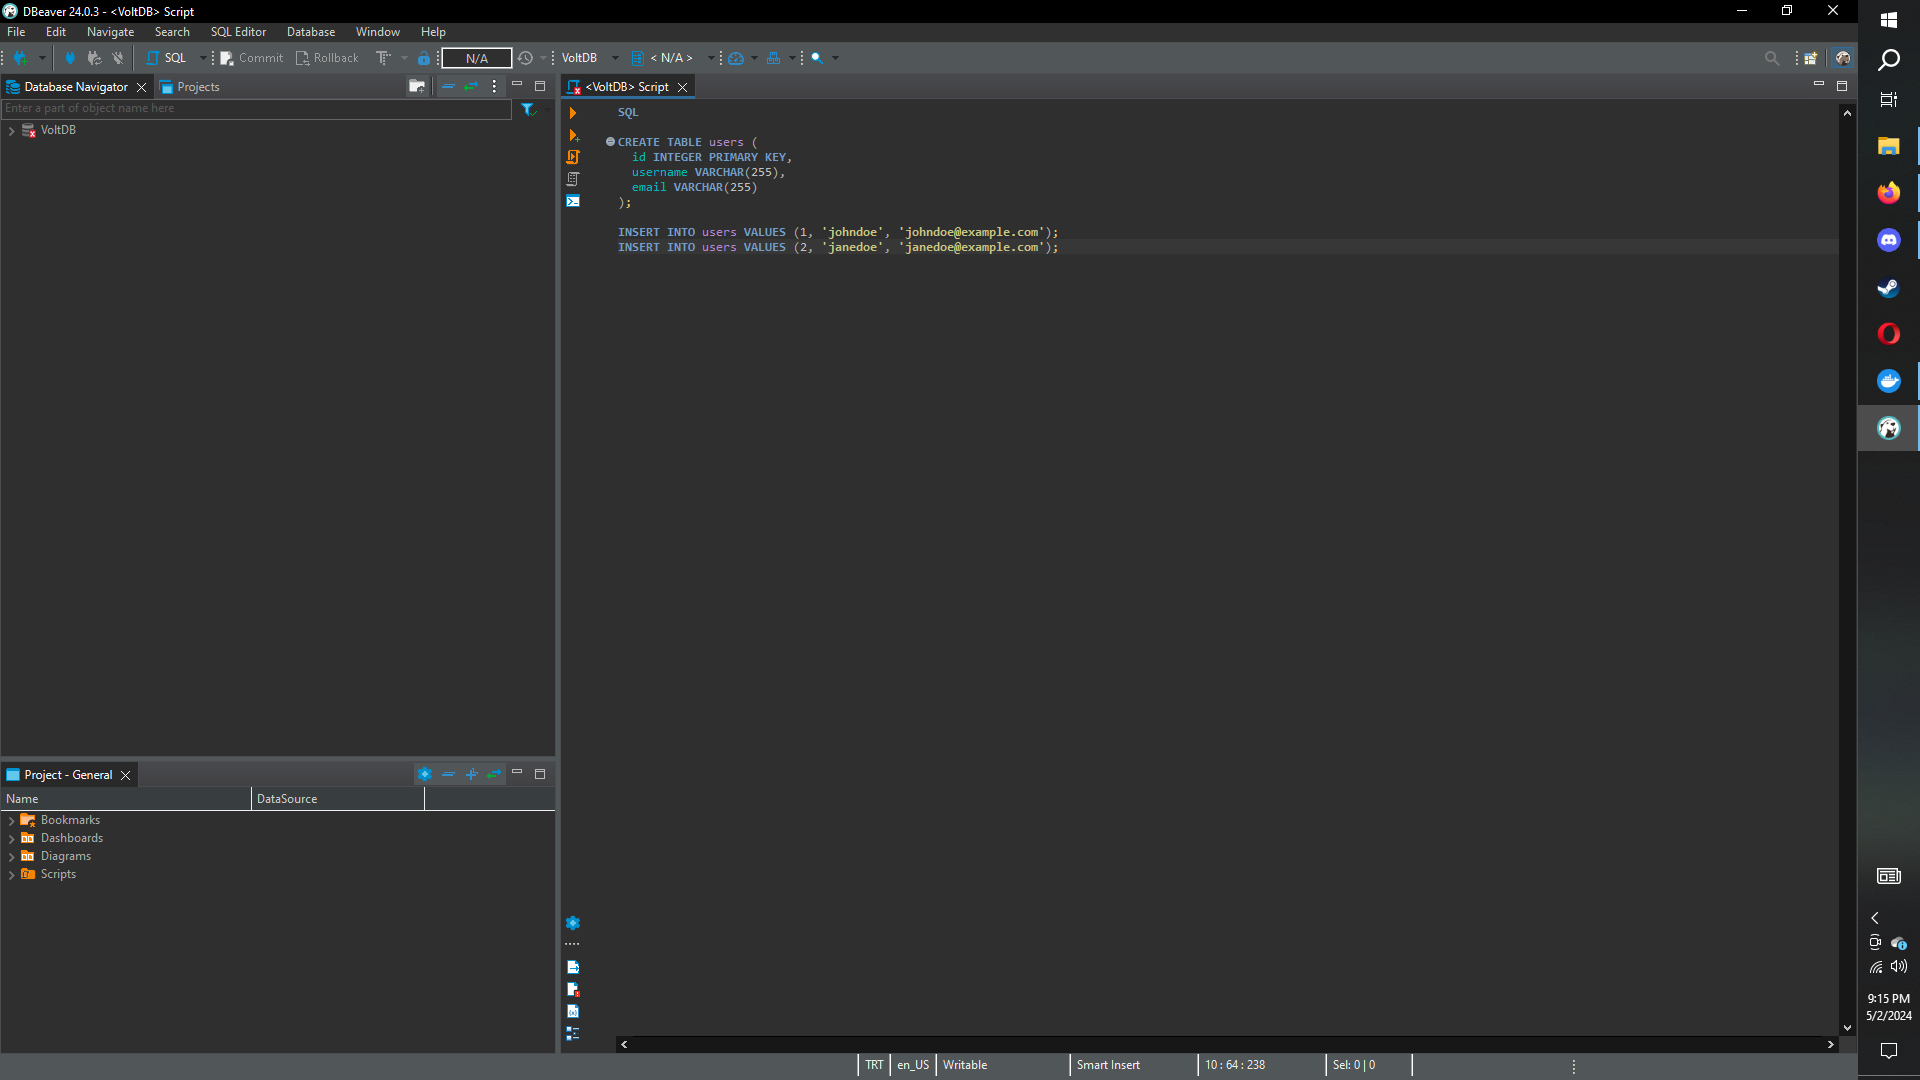 DBeaver 24.0.3 - <VoltDB> Script
File Edit Navigate Search SQL Editor Database Window Help
SQL Commit Rollback N/A VoltDB < N/A >
Database Navigator Projects
Enter a part of object name here
VoltDB
<VoltDB> Script
SQL
CREATE TABLE users (
id INTEGER PRIMARY KEY,
username VARCHAR(255),
email VARCHAR(255)
);
INSERT INTO users VALUES (1, 'johndoe', 'johndoe@example.com');
INSERT INTO users VALUES (2, 'janedoe', 'janedoe@example.com');
Project - General
Name DataSource
Bookmarks
Dashboards
Diagrams
Scripts
TRT en_US Writable Smart Insert 10 : 64 : 238 Sel: 0 | 0
9:15 PM
5/2/2024